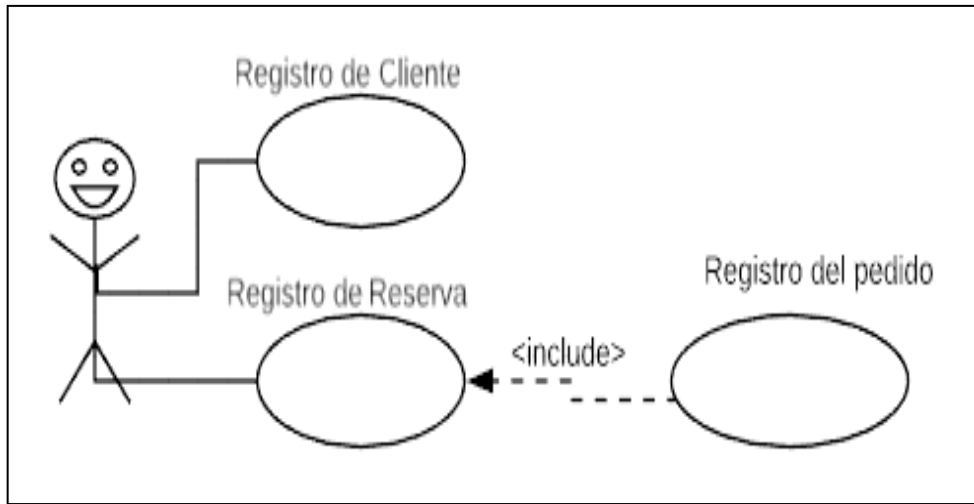 Registro de Cliente
Registro de Reserva
Registro del pedido
<include>